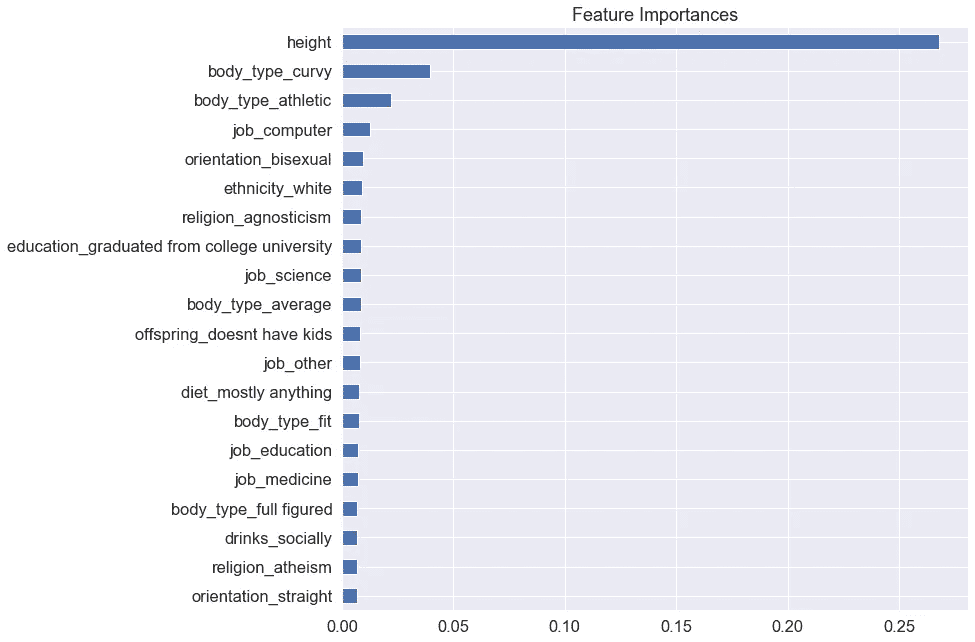 Feature Importances
height
body_type_curvy
body_type_athletic
job_computer
orientation_bisexual
ethnicity_white
religion_agnosticism
education_graduated from college university
job_science
body_type_average
offspring_doesnt have kids
job_other
diet_mostly anything
body_type_fit
job_education
job_medicine
body_type_full figured
drinks_socially
religion_atheism
orientation_straight
0.00 0.05 0.10 0.15 0.20 0.25